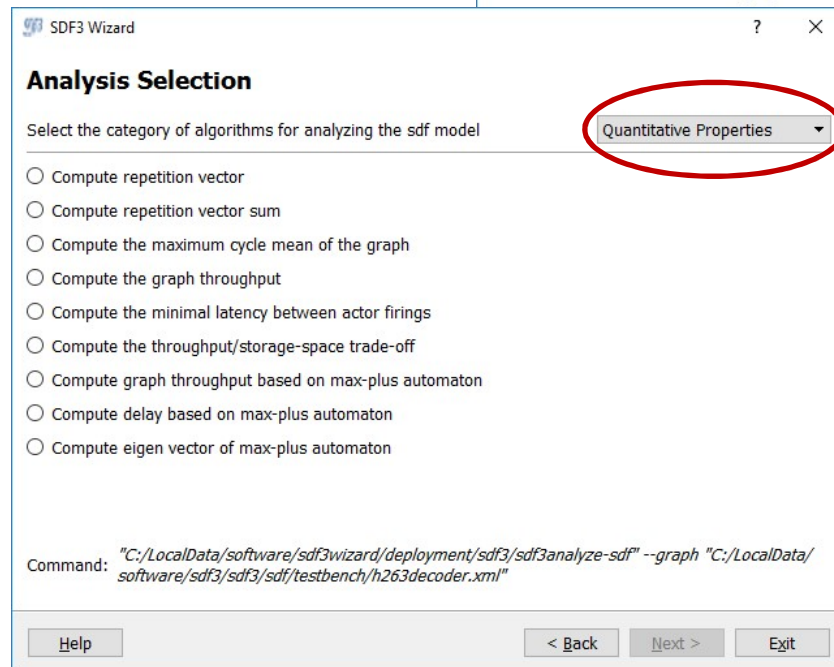 SDF3 Wizard
? ×
Analysis Selection
Select the category of algorithms for analyzing the sdf model
Quantitative Properties
Compute repetition vector
Compute repetition vector sum
Compute the maximum cycle mean of the graph
Compute the graph throughput
Compute the minimal latency between actor firings
Compute the throughput/storage-space trade-off
Compute graph throughput based on max-plus automaton
Compute delay based on max-plus automaton
Compute eigen vector of max-plus automaton
Command: "C:/LocalData/software/sdf3wizard/deployment/sdf3/sdf3analyze-sdf" --graph "C:/LocalData/
software/sdf3/sdf3/sdf/testbench/h263decoder.xml"
Help
< Back
Next >
Exit